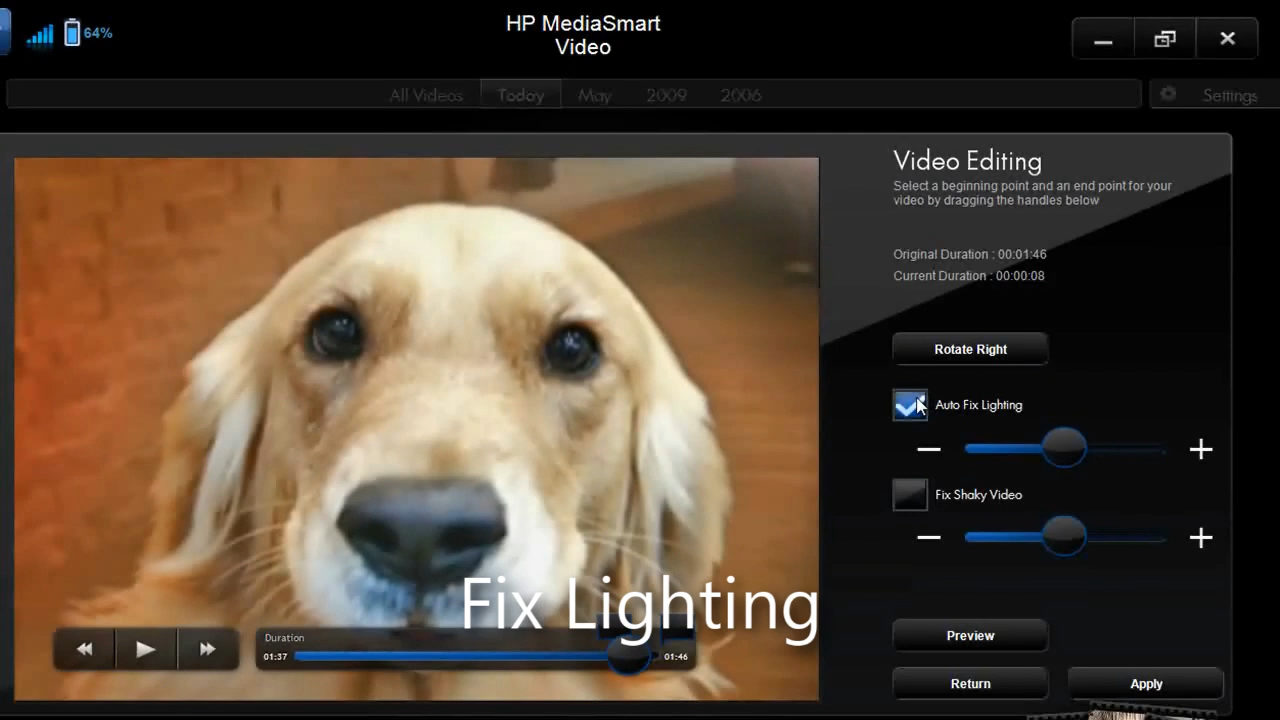 64%
HP MediaSmart
Video
All Videos Today May 2009 2006 Settings
Video Editing
Select a beginning point and an end point for your
video by dragging the handles below
Original Duration : 00:01:46
Current Duration : 00:00:08
Rotate Right
Auto Fix Lighting
Fix Shaky Video
Fix Lighting
Duration
01:37 01:46
Preview
Return Apply